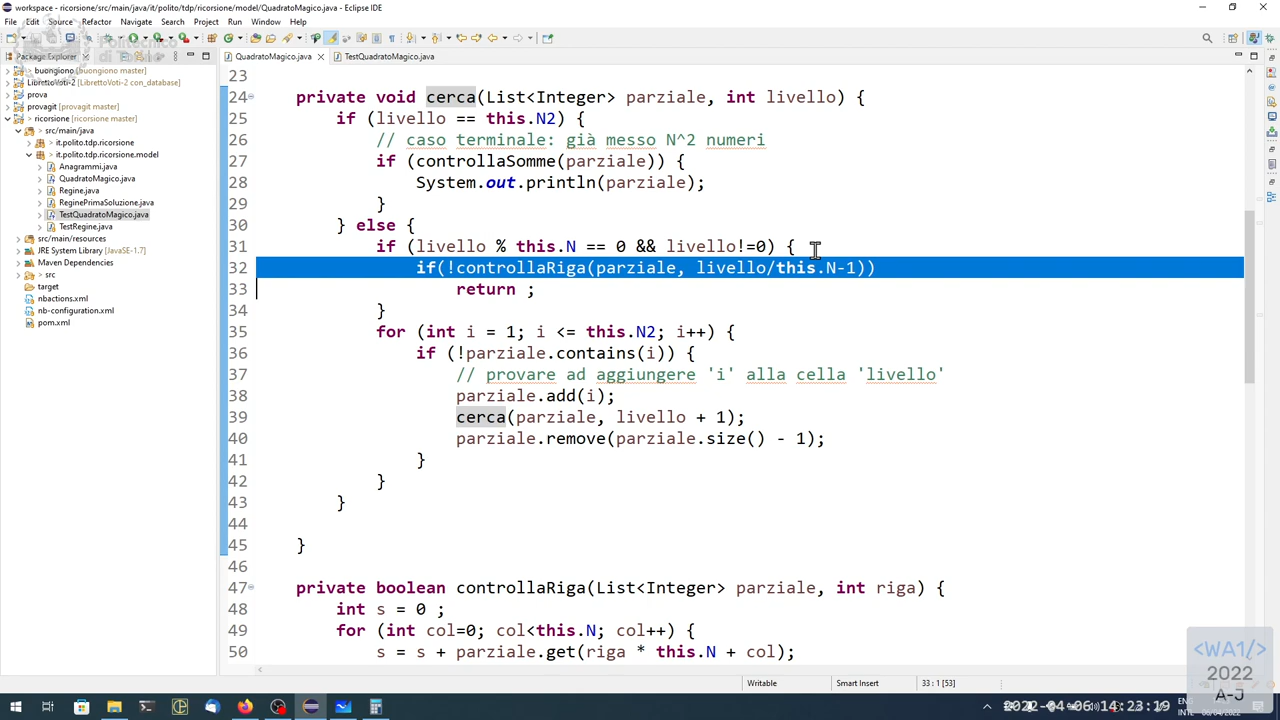 workspace - ricorsione/src/main/java/it/polito/tdp/ricorsione/model/QuadratoMagico.java - Eclipse IDE
File Edit Source Refactor Navigate Search Project Run Window Help
Politecnico
di
Package Explorer
QuadratoMagico.java
TestQuadratoMagico.java
buongiono [buongiono master]
LibrettoVoti-2 [LibrettoVoti-2 con_database]
prova
provagit [provagit master]
ricorsione [ricorsione master]
src/main/java
it.polito.tdp.ricorsione
it.polito.tdp.ricorsione.model
Anagrammi.java
QuadratoMagico.java
Regine.java
ReginePrimaSoluzione.java
TestQuadratoMagico.java
TestRegine.java
src/main/resources
JRE System Library [JavaSE-1.7]
Maven Dependencies
src
target
nbactions.xml
nb-configuration.xml
pom.xml
23
24 private void cerca(List<Integer> parziale, int livello) {
25 if (livello == this.N2) {
26 // caso terminale: già messo N^2 numeri
27 if (controllaSomme(parziale)) {
28 System.out.println(parziale);
29 }
30 } else {
31 if (livello % this.N == 0 && livello!=0) {
32 if(!controllaRiga(parziale, livello/this.N-1))
33 return ;
34 }
35 for (int i = 1; i <= this.N2; i++) {
36 if (!parziale.contains(i)) {
37 // provare ad aggiungere 'i' alla cella 'livello'
38 parziale.add(i);
39 cerca(parziale, livello + 1);
40 parziale.remove(parziale.size() - 1);
41 }
42 }
43 }
44
45 }
46
47 private boolean controllaRiga(List<Integer> parziale, int riga) {
48 int s = 0 ;
49 for (int col=0; col<this.N; col++) {
50 s = s + parziale.get(riga * this.N + col);
<WA1/>
2022
A-J
Writable
Smart Insert
33 : 1 [53]
2022-04-06 14:23:19